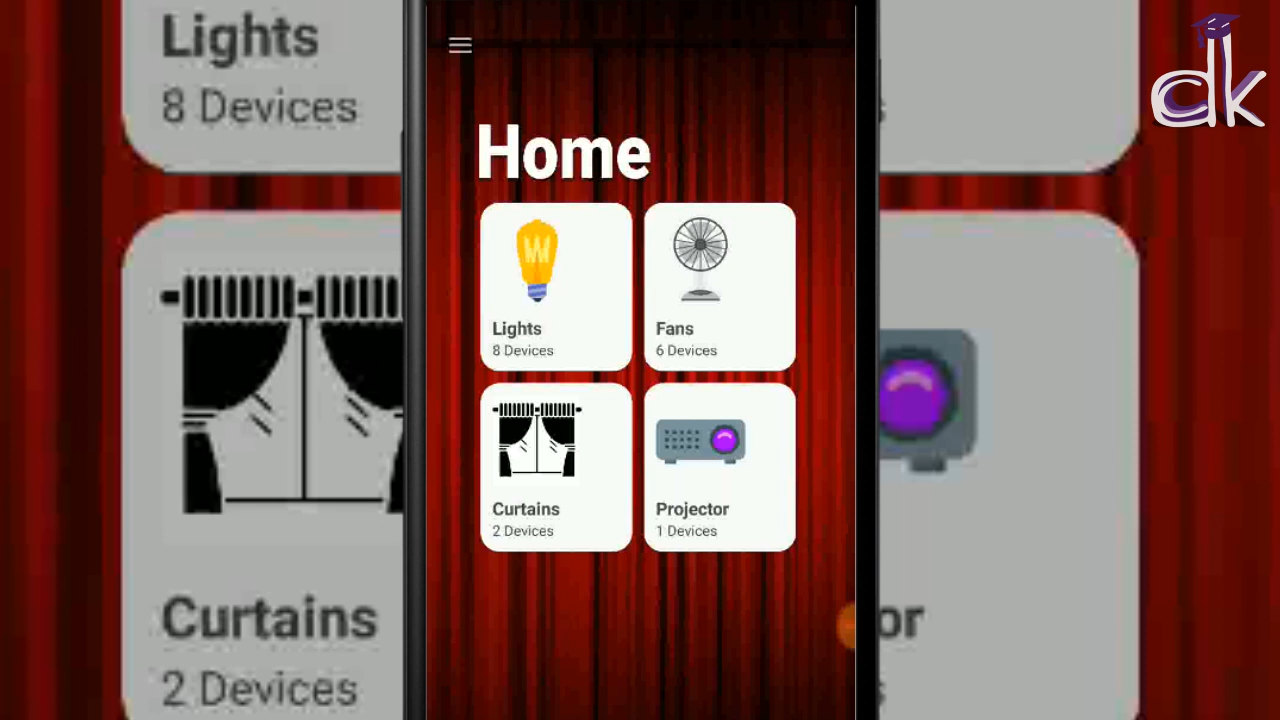 Lights
8 Devices
dk
Home
Lights
8 Devices
Fans
6 Devices
Curtains
2 Devices
Projector
1 Devices
Curtains
2 Devices
or
s